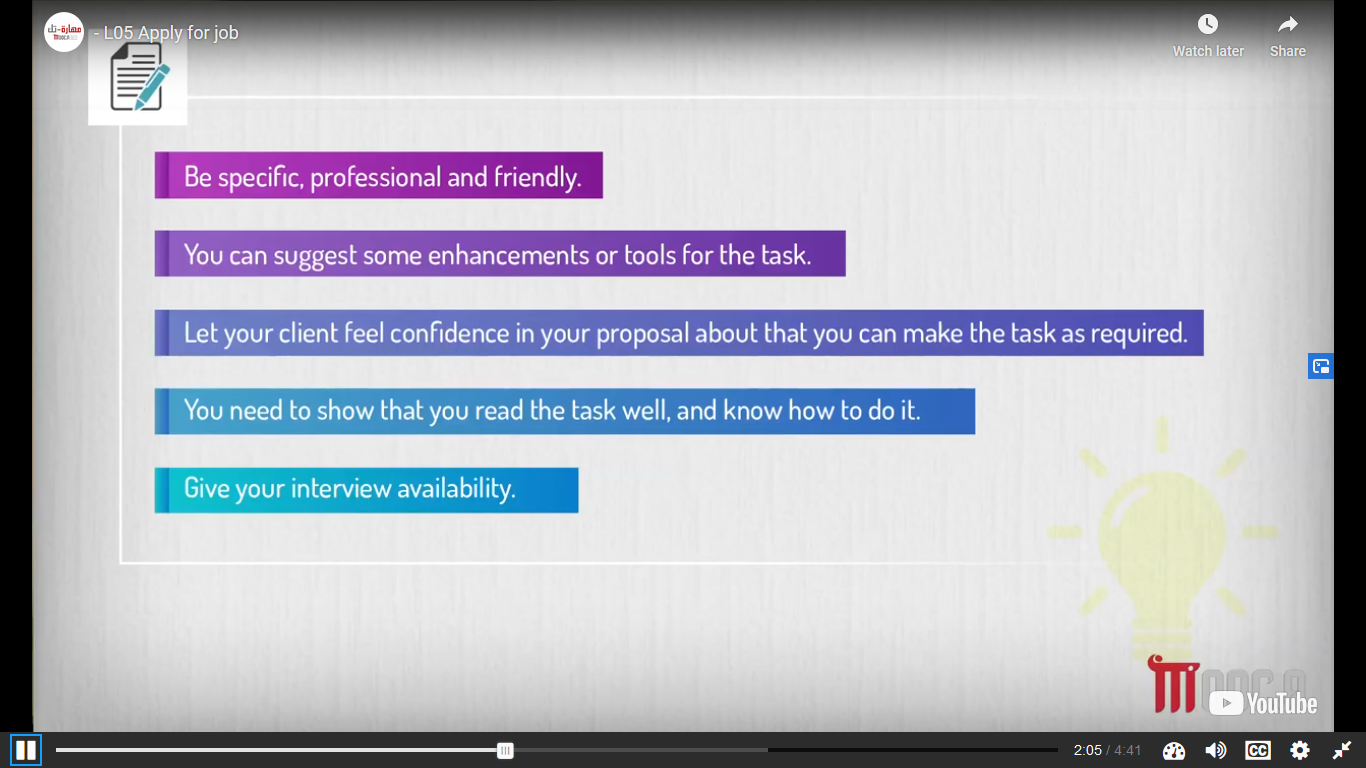 مهارة-تك
- L05 Apply for job
Watch later
Share
Be specific, professional and friendly.
You can suggest some enhancements or tools for the task.
Let your client feel confidence in your proposal about that you can make the task as required.
You need to show that you read the task well, and know how to do it.
Give your interview availability.
YouTube
2:05 / 4:41
CC